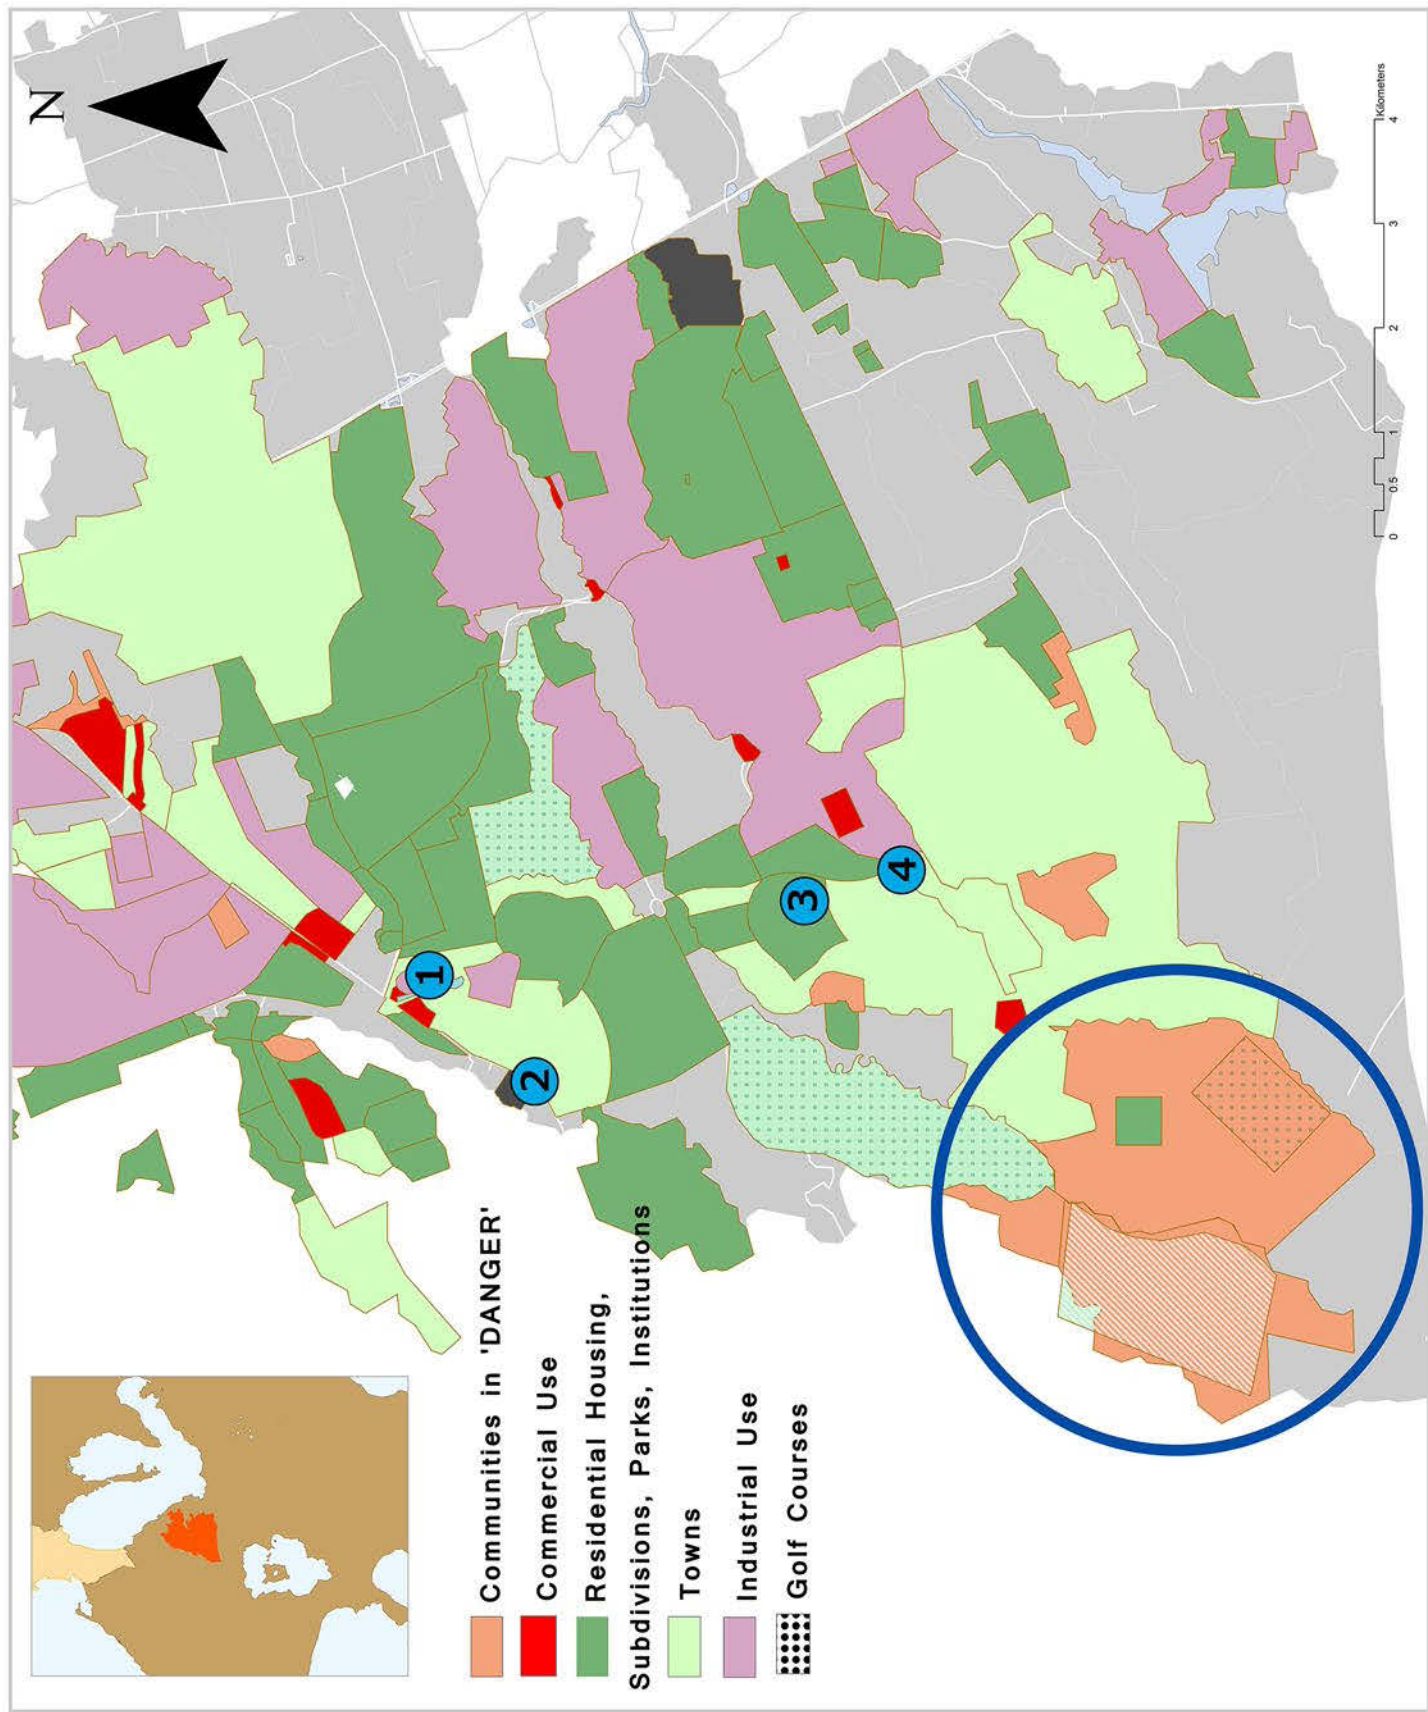 N
Communities in 'DANGER'
Commercial Use
Residential Housing,
Subdivisions, Parks, Institutions
Towns
Industrial Use
Golf Courses
1
2
3
4
0 0.5 1 2 3 4
Kilometers